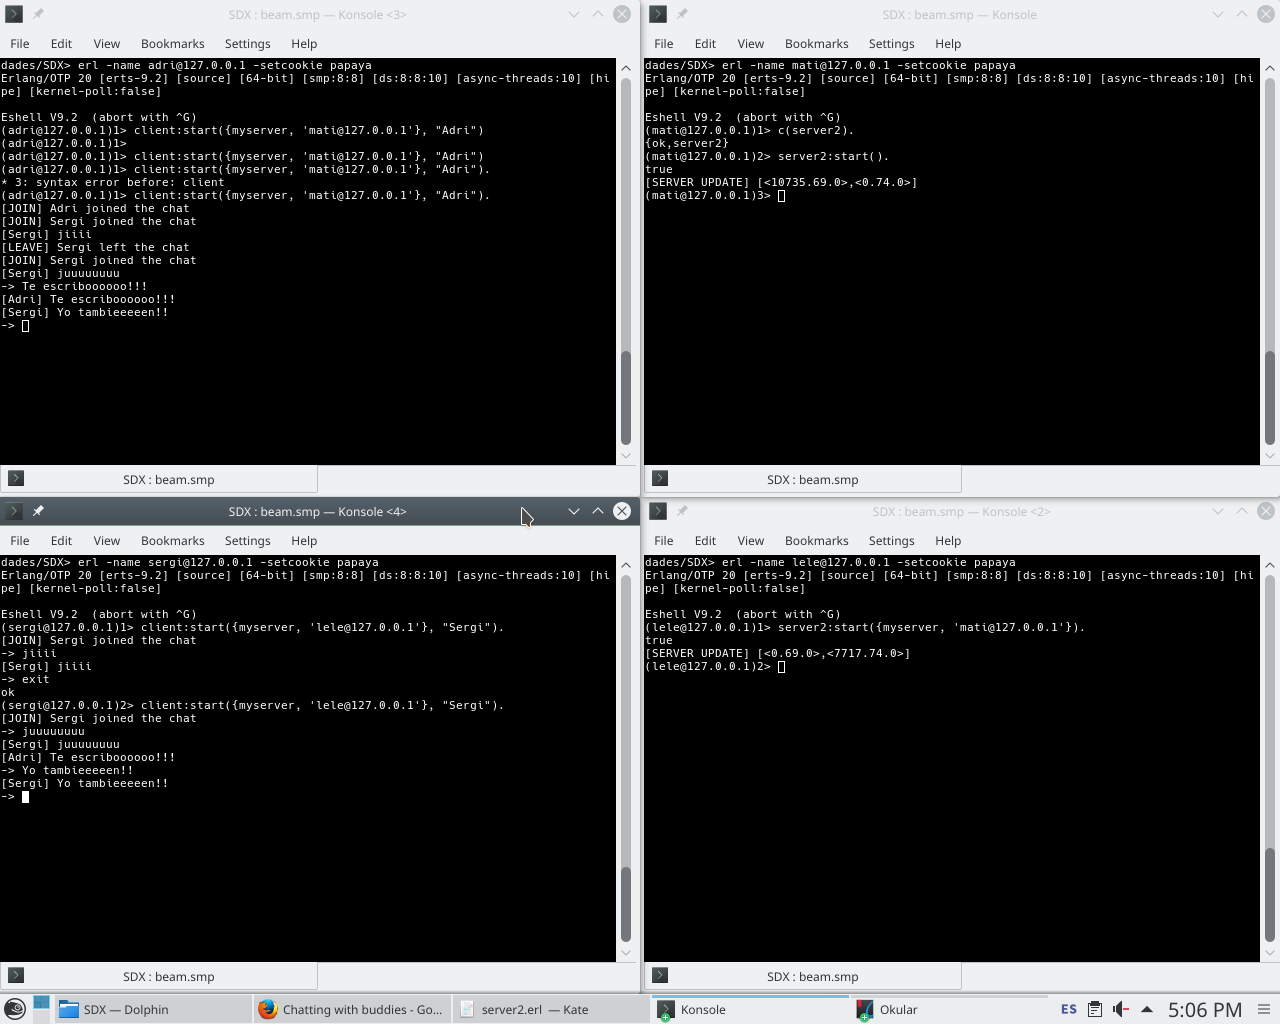 SDX : beam.smp — Konsole <3>
File Edit View Bookmarks Settings Help
dades/SDX> erl -name adri@127.0.0.1 -setcookie papaya
Erlang/OTP 20 [erts-9.2] [source] [64-bit] [smp:8:8] [ds:8:8:10] [async-threads:10] [hi
pe] [kernel-poll:false]
Eshell V9.2  (abort with ^G)
(adri@127.0.0.1)1> client:start({myserver, 'mati@127.0.0.1'}, "Adri")
(adri@127.0.0.1)1>
(adri@127.0.0.1)1> client:start({myserver, 'mati@127.0.0.1'}, "Adri")
(adri@127.0.0.1)1> client:start({myserver, 'mati@127.0.0.1'}, "Adri").
* 3: syntax error before: client
(adri@127.0.0.1)1> client:start({myserver, 'mati@127.0.0.1'}, "Adri").
[JOIN] Adri joined the chat
[JOIN] Sergi joined the chat
[Sergi] jiiii
[LEAVE] Sergi left the chat
[JOIN] Sergi joined the chat
[Sergi] juuuuuuuu
-> Te escriboooooo!!!
[Adri] Te escriboooooo!!!
[Sergi] Yo tambieeeeen!!
->
SDX : beam.smp
SDX : beam.smp — Konsole
File Edit View Bookmarks Settings Help
dades/SDX> erl -name mati@127.0.0.1 -setcookie papaya
Erlang/OTP 20 [erts-9.2] [source] [64-bit] [smp:8:8] [ds:8:8:10] [async-threads:10] [hi
pe] [kernel-poll:false]
Eshell V9.2  (abort with ^G)
(mati@127.0.0.1)1> c(server2).
{ok,server2}
(mati@127.0.0.1)2> server2:start().
true
[SERVER UPDATE] [<10735.69.0>,<0.74.0>]
(mati@127.0.0.1)3>
SDX : beam.smp
SDX : beam.smp — Konsole <4>
File Edit View Bookmarks Settings Help
dades/SDX> erl -name sergi@127.0.0.1 -setcookie papaya
Erlang/OTP 20 [erts-9.2] [source] [64-bit] [smp:8:8] [ds:8:8:10] [async-threads:10] [hi
pe] [kernel-poll:false]
Eshell V9.2  (abort with ^G)
(sergi@127.0.0.1)1> client:start({myserver, 'lele@127.0.0.1'}, "Sergi").
[JOIN] Sergi joined the chat
-> jiiii
[Sergi] jiiii
-> exit
ok
(sergi@127.0.0.1)2> client:start({myserver, 'lele@127.0.0.1'}, "Sergi").
[JOIN] Sergi joined the chat
-> juuuuuuuu
[Sergi] juuuuuuuu
[Adri] Te escriboooooo!!!
-> Yo tambieeeeen!!
[Sergi] Yo tambieeeeen!!
->
SDX : beam.smp
SDX : beam.smp — Konsole <2>
File Edit View Bookmarks Settings Help
dades/SDX> erl -name lele@127.0.0.1 -setcookie papaya
Erlang/OTP 20 [erts-9.2] [source] [64-bit] [smp:8:8] [ds:8:8:10] [async-threads:10] [hi
pe] [kernel-poll:false]
Eshell V9.2  (abort with ^G)
(lele@127.0.0.1)1> server2:start({myserver, 'mati@127.0.0.1'}).
true
[SERVER UPDATE] [<0.69.0>,<7717.74.0>]
(lele@127.0.0.1)2>
SDX : beam.smp
SDX — Dolphin
Chatting with buddies - Go...
server2.erl — Kate
Konsole
Okular
ES
5:06 PM